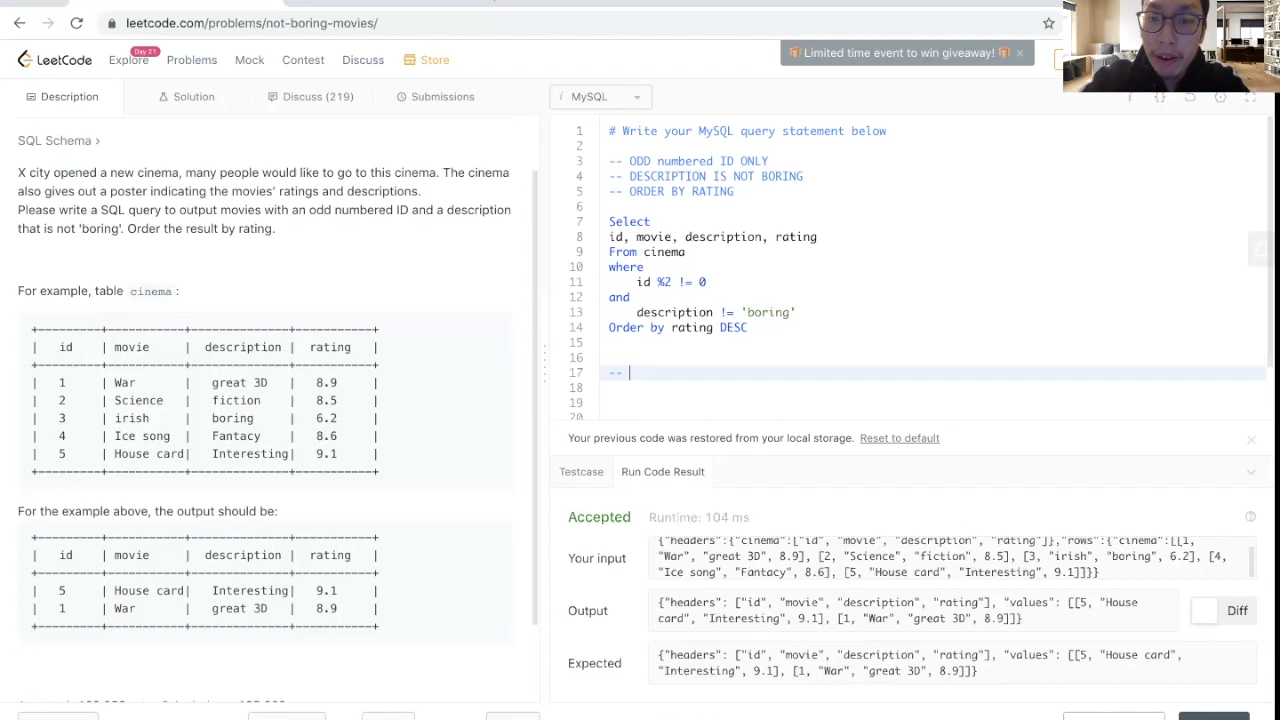 leetcode.com/problems/not-boring-movies/
LeetCode
Explore
Day 21
Problems
Mock
Contest
Discuss
Store
Limited time event to win giveaway!
Description
Solution
Discuss (219)
Submissions
SQL Schema >
X city opened a new cinema, many people would like to go to this cinema. The cinema
also gives out a poster indicating the movies' ratings and descriptions.
Please write a SQL query to output movies with an odd numbered ID and a description
that is not 'boring'. Order the result by rating.
For example, table cinema :
+---------+-----------+--------------+-----------+
| id | movie | description | rating |
+---------+-----------+--------------+-----------+
| 1 | War | great 3D | 8.9 |
| 2 | Science | fiction | 8.5 |
| 3 | irish | boring | 6.2 |
| 4 | Ice song | Fantacy | 8.6 |
| 5 | House card| Interesting| 9.1 |
+---------+-----------+--------------+-----------+
For the example above, the output should be:
+---------+-----------+--------------+-----------+
| id | movie | description | rating |
+---------+-----------+--------------+-----------+
| 5 | House card| Interesting| 9.1 |
| 1 | War | great 3D | 8.9 |
+---------+-----------+--------------+-----------+
i MySQL
1 # Write your MySQL query statement below
2
3 -- ODD numbered ID ONLY
4 -- DESCRIPTION IS NOT BORING
5 -- ORDER BY RATING
6
7 Select
8 id, movie, description, rating
9 From cinema
10 where
11 id %2 != 0
12 and
13 description != 'boring'
14 Order by rating DESC
15
16
17 --
18
19
20
Your previous code was restored from your local storage. Reset to default
Testcase
Run Code Result
Accepted
Runtime: 104 ms
Your input
{"headers":{"cinema":["id", "movie", "description", "rating"]},"rows":{"cinema":[[1,
"War", "great 3D", 8.9], [2, "Science", "fiction", 8.5], [3, "irish", "boring", 6.2], [4,
"Ice song", "Fantacy", 8.6], [5, "House card", "Interesting", 9.1]]}}
Output
{"headers": ["id", "movie", "description", "rating"], "values": [[5, "House
card", "Interesting", 9.1], [1, "War", "great 3D", 8.9]]}
Diff
Expected
{"headers": ["id", "movie", "description", "rating"], "values": [[5, "House card",
"Interesting", 9.1], [1, "War", "great 3D", 8.9]]}